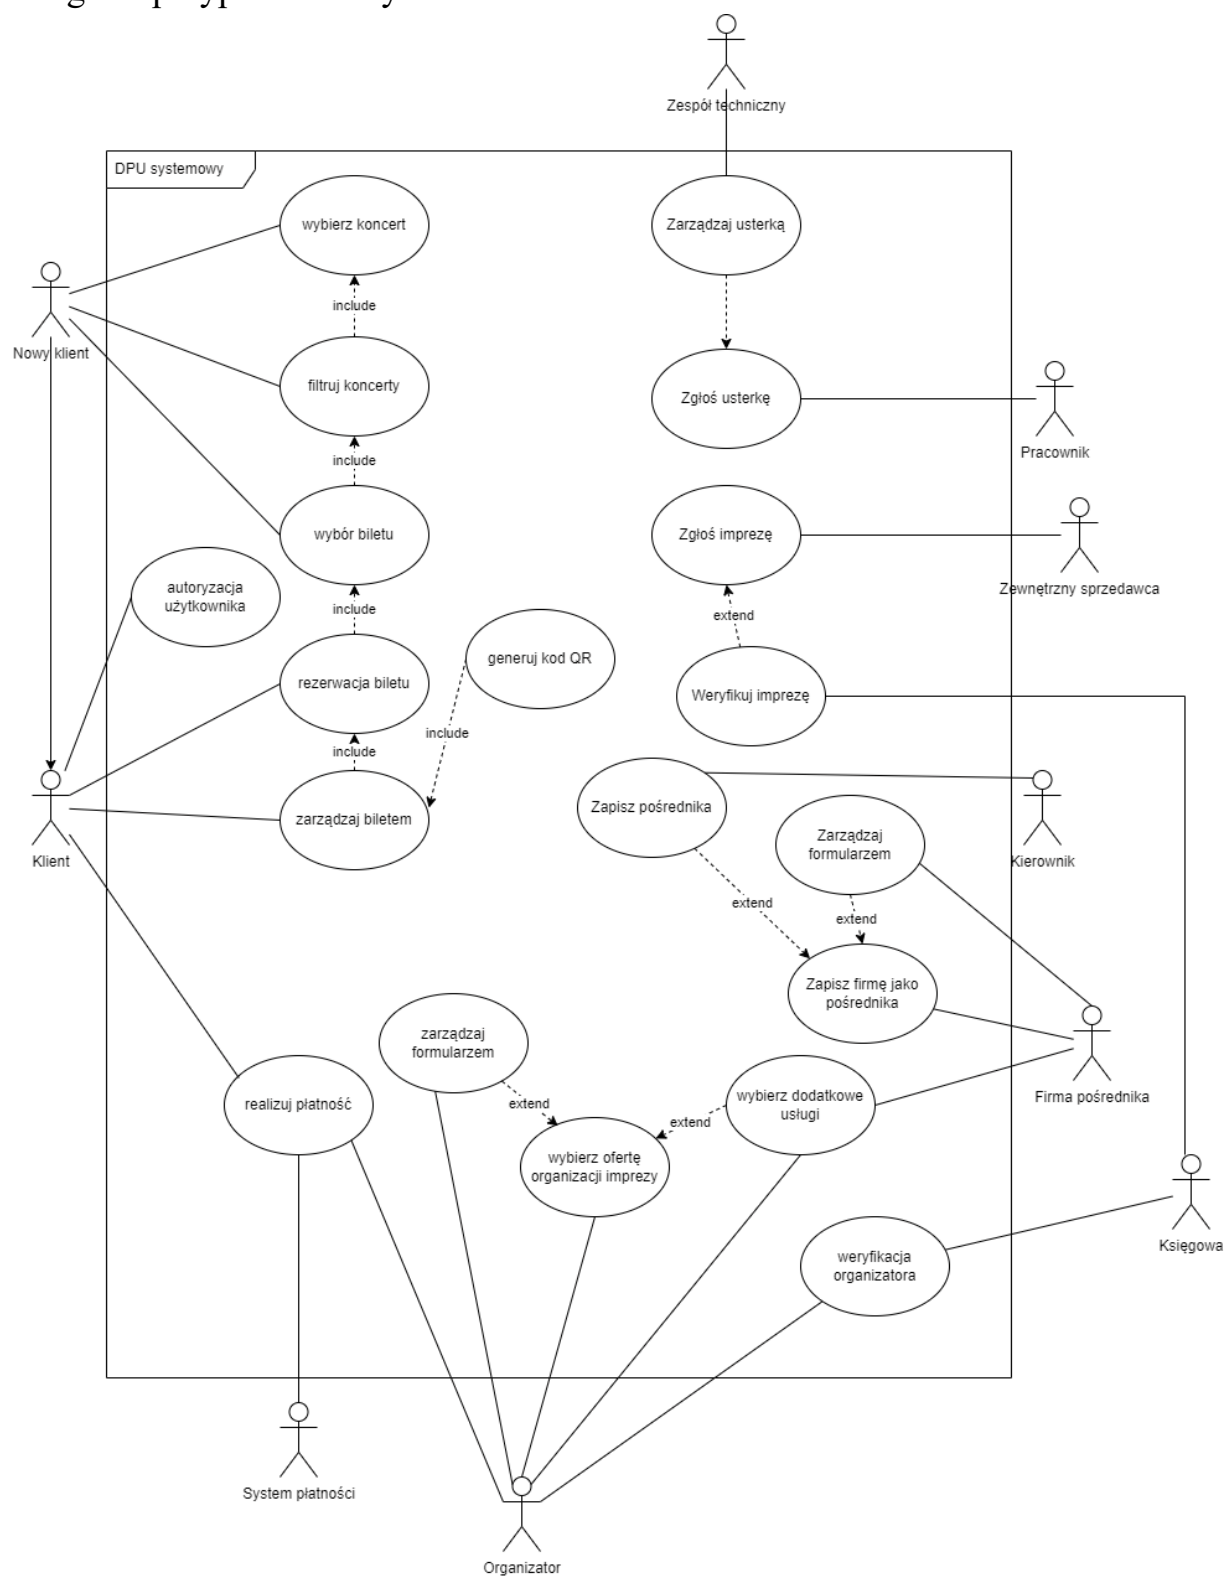 Zespół techniczny
DPU systemowy
wybierz koncert
Zarządzaj usterką
include
Nowy klient
filtruj koncerty
Zgłoś usterkę
Pracownik
include
wybór biletu
Zgłoś imprezę
Zewnętrzny sprzedawca
autoryzacja
użytkownika
include
extend
rezerwacja biletu
generuj kod QR
Weryfikuj imprezę
include
include
zarządzaj biletem
Zapisz pośrednika
Zarządzaj
formularzem
Klient
Kierownik
extend
extend
Zapisz firmę jako
pośrednika
zarządzaj
formularzem
realizuj płatność
extend
wybierz dodatkowe
usługi
Firma pośrednika
extend
wybierz ofertę
organizacji imprezy
Księgowa
weryfikacja
organizatora
System płatności
Organizator